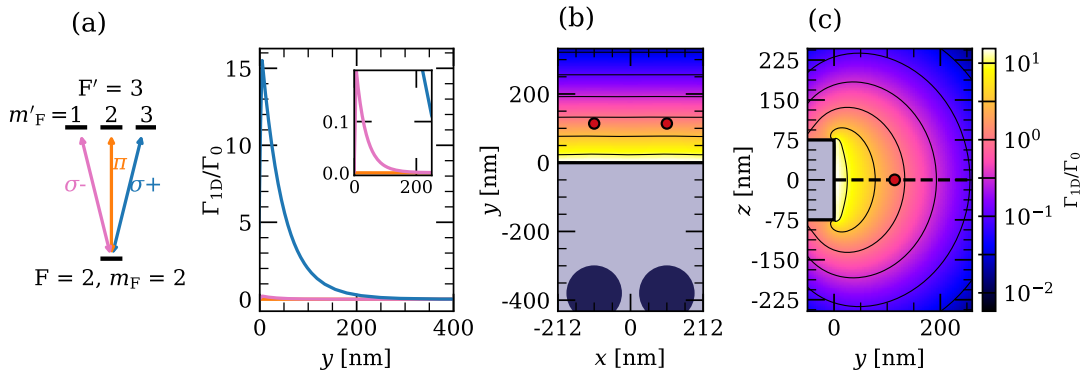 (a)
F′ = 3
m′F = 1 2 3
σ- π σ+
F = 2, mF = 2
Γ1D/Γ0
15
10
5
0
0 200 400
y [nm]
0.1
0.0
0 200
(b)
y [nm]
200
0
-200
-400
-212 0 212
x [nm]
(c)
z [nm]
225
150
75
0
-75
-150
-225
0 200
y [nm]
10^1
10^0
10^-1
10^-2
Γ1D/Γ0